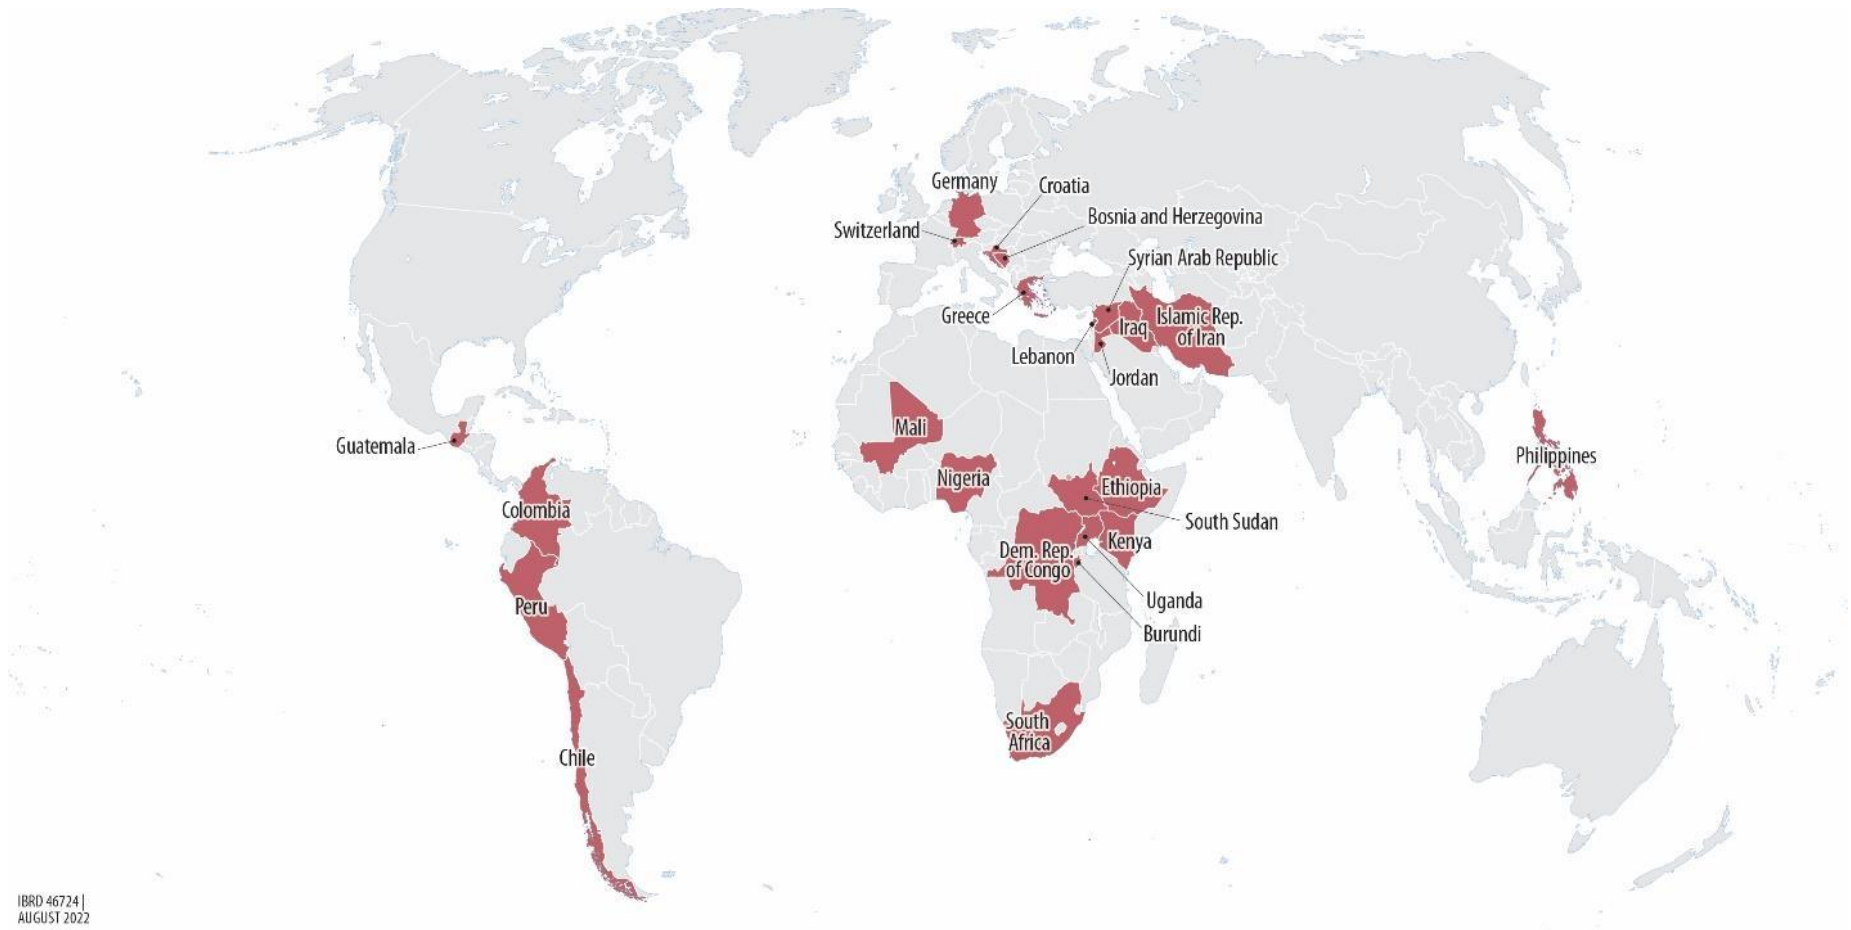 Germany
Croatia
Bosnia and Herzegovina
Switzerland
Syrian Arab Republic
Greece
Islamic Rep.
of Iran
Iraq
Lebanon
Jordan
Mali
Guatemala
Philippines
Nigeria
Ethiopia
Colombia
South Sudan
Kenya
Dem. Rep.
of Congo
Uganda
Peru
Burundi
South
Africa
Chile
IBRD 46724 |
AUGUST 2022